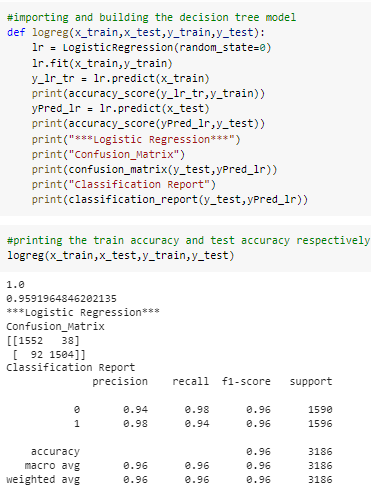 #importing and building the decision tree model
def logreg(x_train,x_test,y_train,y_test):
    lr = LogisticRegression(random_state=0)
    lr.fit(x_train,y_train)
    y_lr_tr = lr.predict(x_train)
    print(accuracy_score(y_lr_tr,y_train))
    yPred_lr = lr.predict(x_test)
    print(accuracy_score(yPred_lr,y_test))
    print("***Logistic Regression***")
    print("Confusion_Matrix")
    print(confusion_matrix(y_test,yPred_lr))
    print("Classification Report")
    print(classification_report(y_test,yPred_lr))
#printing the train accuracy and test accuracy respectively
logreg(x_train,x_test,y_train,y_test)
1.0
0.9591964846202135
***Logistic Regression***
Confusion_Matrix
[[1552   38]
 [  92 1504]]
Classification Report
              precision    recall  f1-score   support
           0       0.94      0.98      0.96      1590
           1       0.98      0.94      0.96      1596
    accuracy                           0.96      3186
   macro avg       0.96      0.96      0.96      3186
weighted avg       0.96      0.96      0.96      3186